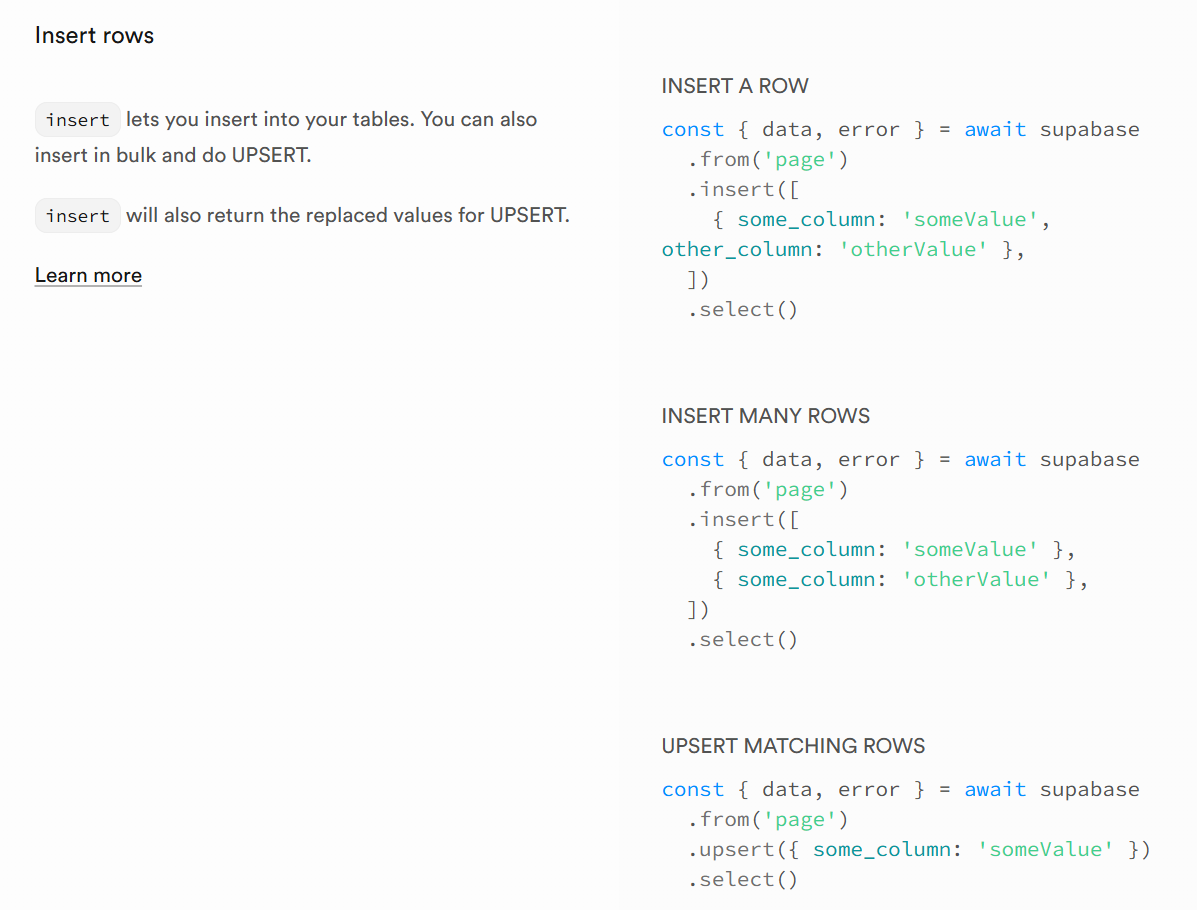 Insert rows
insert lets you insert into your tables. You can also
insert in bulk and do UPSERT.
insert will also return the replaced values for UPSERT.
Learn more
INSERT A ROW
const { data, error } = await supabase
  .from('page')
  .insert([
    { some_column: 'someValue',
other_column: 'otherValue' },
  ])
  .select()
INSERT MANY ROWS
const { data, error } = await supabase
  .from('page')
  .insert([
    { some_column: 'someValue' },
    { some_column: 'otherValue' },
  ])
  .select()
UPSERT MATCHING ROWS
const { data, error } = await supabase
  .from('page')
  .upsert({ some_column: 'someValue' })
  .select()